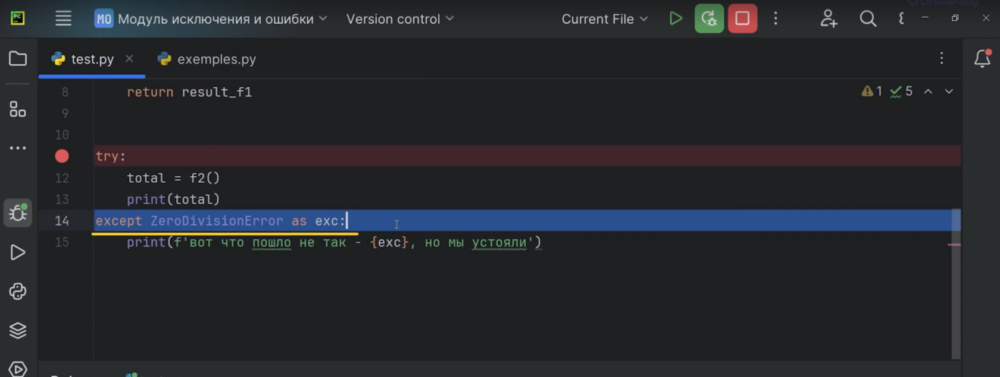 University
PC
MO Модуль исключения и ошибки
Version control
Current File
test.py
exemples.py
8 return result_f1
1 5
9
10
try:
12 total = f2()
13 print(total)
14 except ZeroDivisionError as exc:
15 print(f'вот что пошло не так - {exc}, но мы устояли')